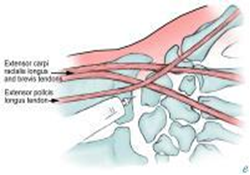 Extensor carpi
radialis longus
and brevis tendons
Extensor pollicis
longus tendon
e